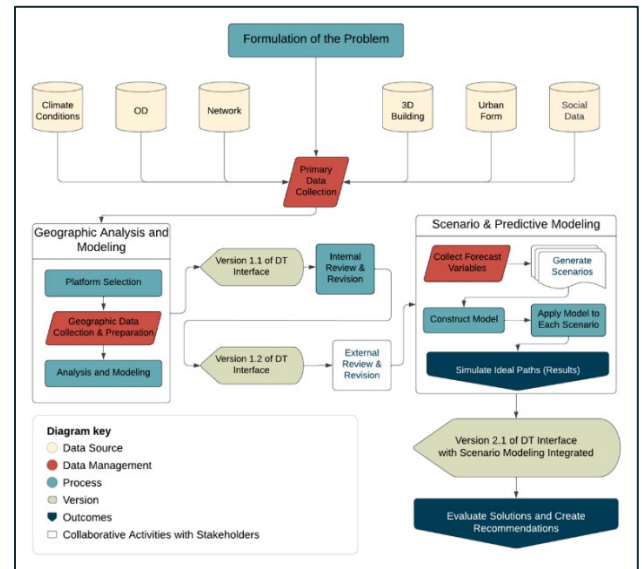 Formulation of the Problem
Climate
Conditions
OD
Network
3D
Building
Urban
Form
Social
Data
Primary
Data
Collection
Geographic Analysis and
Modeling
Platform Selection
Geographic Data
Collection & Preparation
Analysis and Modeling
Version 1.1 of DT
Interface
Internal
Review &
Revision
Version 1.2 of DT
Interface
External
Review &
Revision
Scenario & Predictive Modeling
Collect Forecast
Variables
Generate
Scenarios
Construct Model
Apply Model to
Each Scenario
Simulate Ideal Paths (Results)
Version 2.1 of DT Interface
with Scenario Modeling Integrated
Evaluate Solutions and Create
Recommendations
Diagram key
Data Source
Data Management
Process
Version
Outcomes
Collaborative Activities with Stakeholders